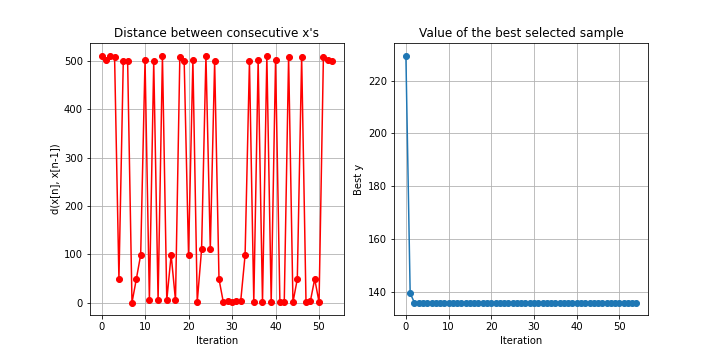 Distance between consecutive x's
d(x[n], x[n-1])
500
400
300
200
100
0
0 10 20 30 40 50
Iteration
Value of the best selected sample
Best y
220
200
180
160
140
0 10 20 30 40 50
Iteration